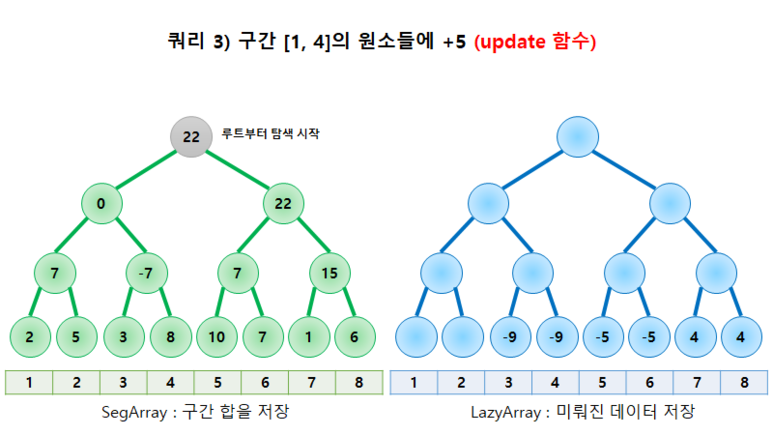 쿼리 3) 구간 [1, 4]의 원소들에 +5 (update 함수)
22 루트부터 탐색 시작
0 22
7 -7 7 15
2 5 3 8 10 7 1 6 -9 -9 -5 -5 4 4
1 2 3 4 5 6 7 8 1 2 3 4 5 6 7 8
SegArray : 구간 합을 저장 LazyArray : 미뤄진 데이터 저장